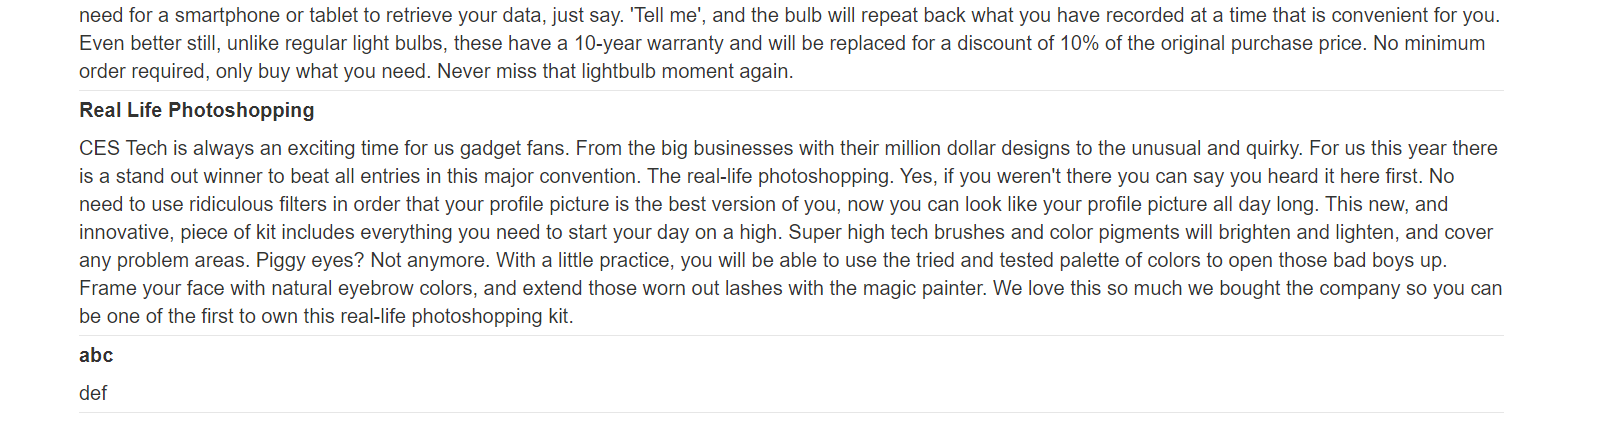 need for a smartphone or tablet to retrieve your data, just say. 'Tell me', and the bulb will repeat back what you have recorded at a time that is convenient for you.
Even better still, unlike regular light bulbs, these have a 10-year warranty and will be replaced for a discount of 10% of the original purchase price. No minimum
order required, only buy what you need. Never miss that lightbulb moment again.
Real Life Photoshopping
CES Tech is always an exciting time for us gadget fans. From the big businesses with their million dollar designs to the unusual and quirky. For us this year there
is a stand out winner to beat all entries in this major convention. The real-life photoshopping. Yes, if you weren't there you can say you heard it here first. No
need to use ridiculous filters in order that your profile picture is the best version of you, now you can look like your profile picture all day long. This new, and
innovative, piece of kit includes everything you need to start your day on a high. Super high tech brushes and color pigments will brighten and lighten, and cover
any problem areas. Piggy eyes? Not anymore. With a little practice, you will be able to use the tried and tested palette of colors to open those bad boys up.
Frame your face with natural eyebrow colors, and extend those worn out lashes with the magic painter. We love this so much we bought the company so you can
be one of the first to own this real-life photoshopping kit.
abc
def